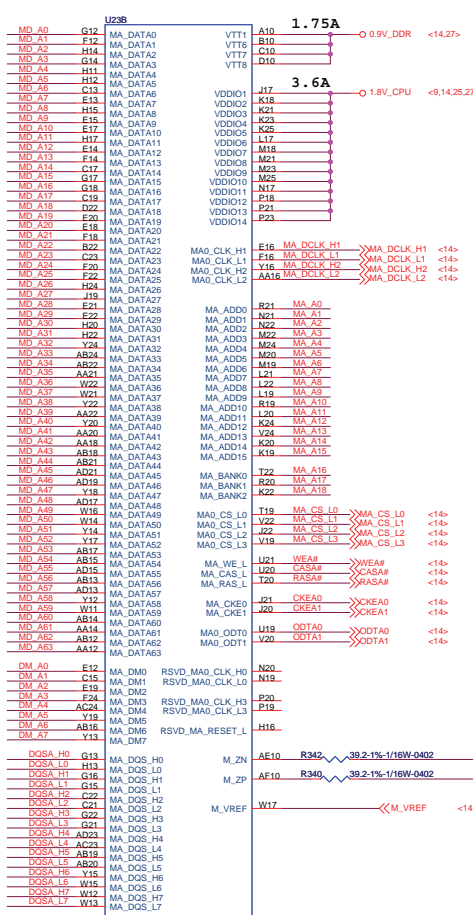 U23B
MD_A0 G12 MA_DATA0
MD_A1 F12 MA_DATA1
MD_A2 H14 MA_DATA2
MD_A3 G14 MA_DATA3
MD_A4 H11 MA_DATA4
MD_A5 H12 MA_DATA5
MD_A6 C13 MA_DATA6
MD_A7 E13 MA_DATA7
MD_A8 H15 MA_DATA8
MD_A9 E15 MA_DATA9
MD_A10 E17 MA_DATA10
MD_A11 H17 MA_DATA11
MD_A12 E14 MA_DATA12
MD_A13 F14 MA_DATA13
MD_A14 C17 MA_DATA14
MD_A15 G17 MA_DATA15
MD_A16 G18 MA_DATA16
MD_A17 C19 MA_DATA17
MD_A18 D22 MA_DATA18
MD_A19 E20 MA_DATA19
MD_A20 E18 MA_DATA20
MD_A21 F18 MA_DATA21
MD_A22 B22 MA_DATA22
MD_A23 C23 MA_DATA23
MD_A24 F20 MA_DATA24
MD_A25 F22 MA_DATA25
MD_A26 H24 MA_DATA26
MD_A27 J19 MA_DATA27
MD_A28 E21 MA_DATA28
MD_A29 E22 MA_DATA29
MD_A30 H20 MA_DATA30
MD_A31 H22 MA_DATA31
MD_A32 Y24 MA_DATA32
MD_A33 AB24 MA_DATA33
MD_A34 AB22 MA_DATA34
MD_A35 AA21 MA_DATA35
MD_A36 W22 MA_DATA36
MD_A37 W21 MA_DATA37
MD_A38 Y22 MA_DATA38
MD_A39 AA22 MA_DATA39
MD_A40 Y20 MA_DATA40
MD_A41 AA20 MA_DATA41
MD_A42 AA18 MA_DATA42
MD_A43 AB18 MA_DATA43
MD_A44 AB21 MA_DATA44
MD_A45 AD21 MA_DATA45
MD_A46 AD19 MA_DATA46
MD_A47 Y18 MA_DATA47
MD_A48 AD17 MA_DATA48
MD_A49 W16 MA_DATA49
MD_A50 W14 MA_DATA50
MD_A51 Y14 MA_DATA51
MD_A52 Y17 MA_DATA52
MD_A53 AB17 MA_DATA53
MD_A54 AB15 MA_DATA54
MD_A55 AD15 MA_DATA55
MD_A56 AB13 MA_DATA56
MD_A57 AD13 MA_DATA57
MD_A58 Y12 MA_DATA58
MD_A59 W11 MA_DATA59
MD_A60 AB14 MA_DATA60
MD_A61 AA14 MA_DATA61
MD_A62 AB12 MA_DATA62
MD_A63 AA12 MA_DATA63
DM_A0 E12 MA_DM0
DM_A1 C15 MA_DM1
DM_A2 E19 MA_DM2
DM_A3 F24 MA_DM3
DM_A4 AC24 MA_DM4
DM_A5 Y19 MA_DM5
DM_A6 AB16 MA_DM6
DM_A7 Y13 MA_DM7
DQSA_H0 G13 MA_DQS_H0
DQSA_L0 H13 MA_DQS_L0
DQSA_H1 G16 MA_DQS_H1
DQSA_L1 G15 MA_DQS_L1
DQSA_H2 C22 MA_DQS_H2
DQSA_L2 C21 MA_DQS_L2
DQSA_H3 G22 MA_DQS_H3
DQSA_L3 G21 MA_DQS_L3
DQSA_H4 AD23 MA_DQS_H4
DQSA_L4 AC23 MA_DQS_L4
DQSA_H5 AB19 MA_DQS_H5
DQSA_L5 AB20 MA_DQS_L5
DQSA_H6 Y15 MA_DQS_H6
DQSA_L6 W15 MA_DQS_L6
DQSA_H7 W12 MA_DQS_H7
DQSA_L7 W13 MA_DQS_L7
1.75A
VTT1 A10 0.9V_DDR <14,27>
VTT6 B10
VTT7 C10
VTT8 D10
3.6A
VDDIO1 J17 1.8V_CPU <9,14,25,27
VDDIO2 K18
VDDIO3 K21
VDDIO4 K23
VDDIO5 K25
VDDIO6 L17
VDDIO7 M18
VDDIO8 M21
VDDIO9 M23
VDDIO10 M25
VDDIO11 N17
VDDIO12 P18
VDDIO13 P21
VDDIO14 P23
MA0_CLK_H1 E16 MA_DCLK_H1 MA_DCLK_H1 <14>
MA0_CLK_L1 F16 MA_DCLK_L1 MA_DCLK_L1 <14>
MA0_CLK_H2 Y16 MA_DCLK_H2 MA_DCLK_H2 <14>
MA0_CLK_L2 AA16 MA_DCLK_L2 MA_DCLK_L2 <14>
MA_ADD0 R21 MA_A0
MA_ADD1 N21 MA_A1
MA_ADD2 N22 MA_A2
MA_ADD3 M22 MA_A3
MA_ADD4 M24 MA_A4
MA_ADD5 M20 MA_A5
MA_ADD6 M19 MA_A6
MA_ADD7 L21 MA_A7
MA_ADD8 L22 MA_A8
MA_ADD9 L19 MA_A9
MA_ADD10 R19 MA_A10
MA_ADD11 L20 MA_A11
MA_ADD12 K24 MA_A12
MA_ADD13 V24 MA_A13
MA_ADD14 K20 MA_A14
MA_ADD15 K19 MA_A15
MA_BANK0 T22 MA_A16
MA_BANK1 R20 MA_A17
MA_BANK2 K22 MA_A18
MA0_CS_L0 T19 MA_CS_L0 MA_CS_L0 <14>
MA0_CS_L1 V22 MA_CS_L1 MA_CS_L1 <14>
MA0_CS_L2 J22 MA_CS_L2 MA_CS_L2 <14>
MA0_CS_L3 V19 MA_CS_L3 MA_CS_L3 <14>
MA_WE_L U21 WEA# WEA# <14>
MA_CAS_L U20 CASA# CASA# <14>
MA_RAS_L T20 RASA# RASA# <14>
MA_CKE0 J21 CKEA0 CKEA0 <14>
MA_CKE1 J20 CKEA1 CKEA1 <14>
MA0_ODT0 U19 ODTA0 ODTA0 <14>
MA0_ODT1 V20 ODTA1 ODTA1 <14>
RSVD_MA0_CLK_H0 N20
RSVD_MA0_CLK_L0 N19
RSVD_MA0_CLK_H3 P20
RSVD_MA0_CLK_L3 P19
RSVD_MA_RESET_L H16
M_ZN AE10 R342 39.2-1%-1/16W-0402
M_ZP AF10 R340 39.2-1%-1/16W-0402
M_VREF W17 M_VREF <14